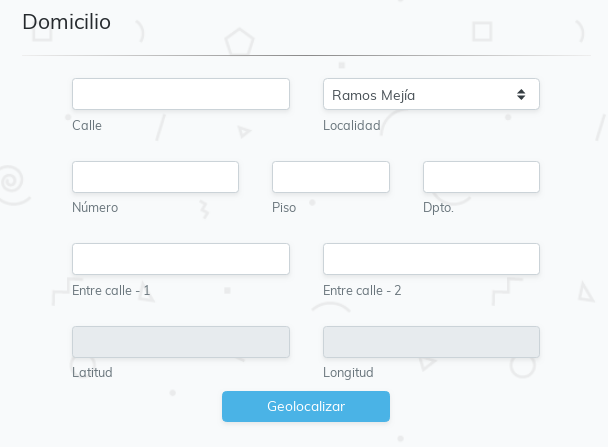 Domicilio
Ramos Mejía
Calle
Localidad
Número
Piso
Dpto.
Entre calle - 1
Entre calle - 2
Latitud
Longitud
Geolocalizar